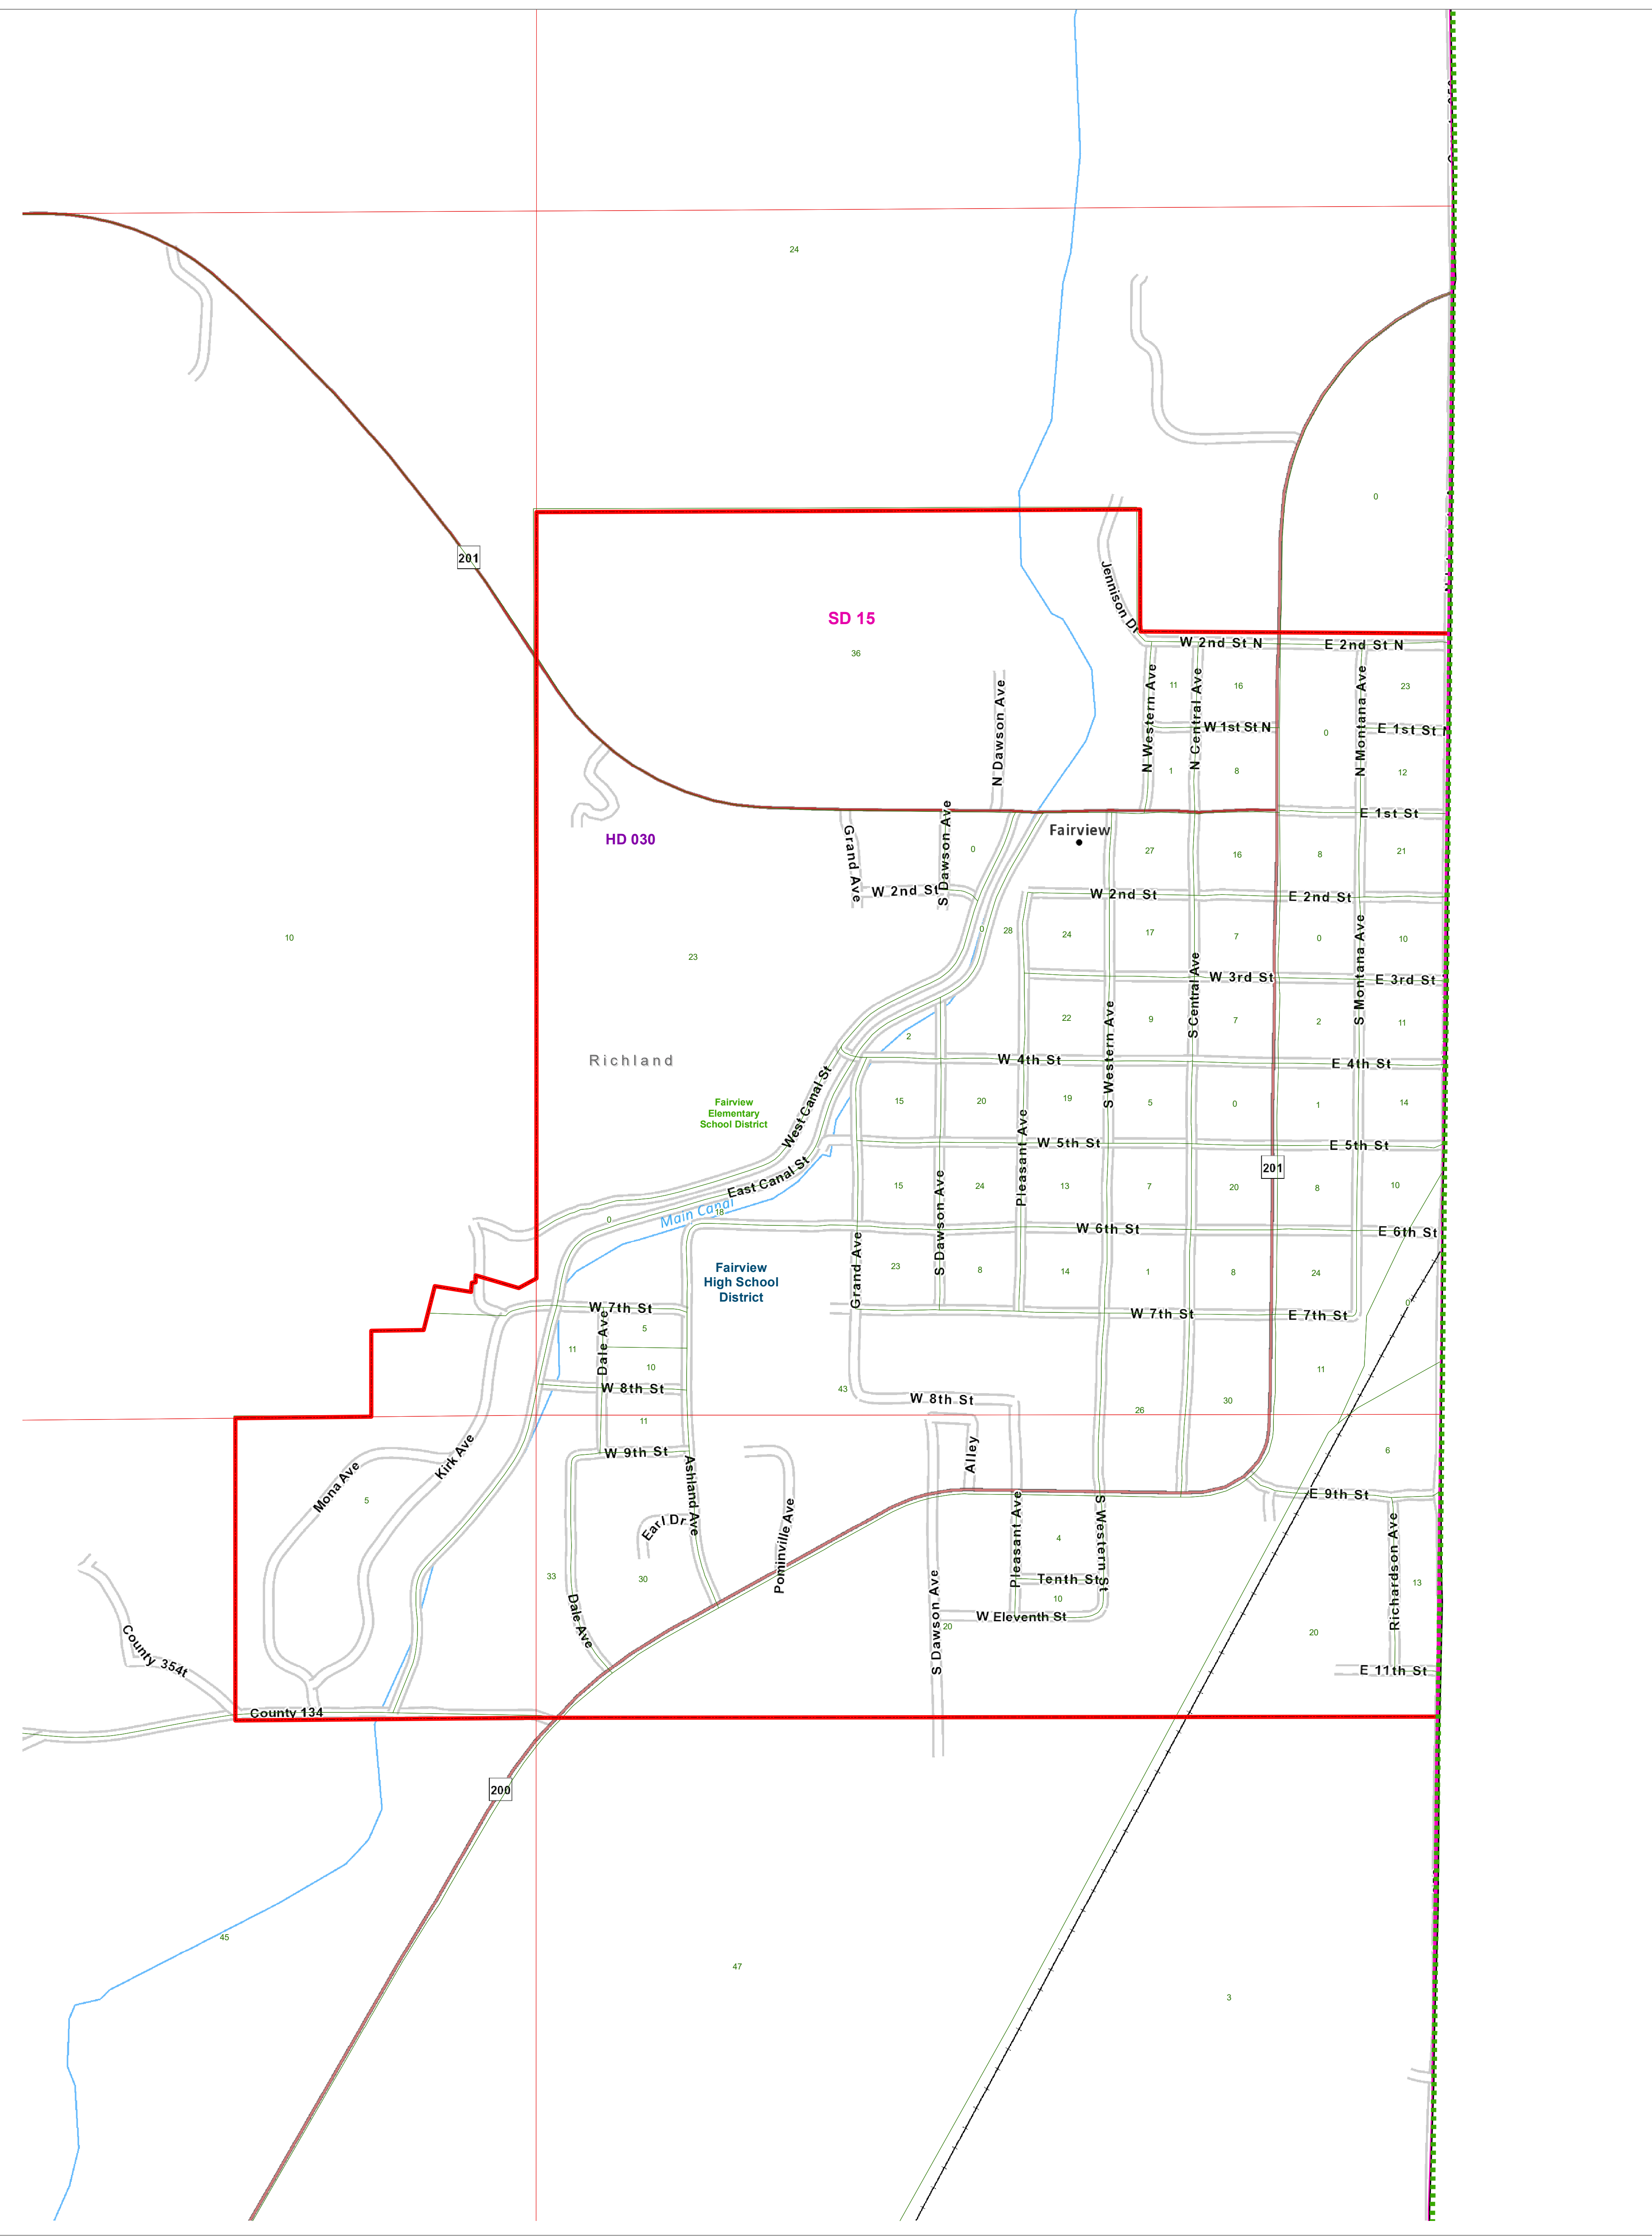 24
0
201
Jennison Dr
SD 15
36
W 2nd St N
E 2nd St N
N Western Ave
11
N Central Ave
16
N Montana Ave
23
N Dawson Ave
W 1st St N
0
E 1st St
1
8
12
E 1st St
Fairview
HD 030
Grand Ave
S Dawson Ave
0
27
16
8
21
W 2nd St
W 2nd St
E 2nd St
10
23
0
28
24
17
7
0
10
S Montana Ave
W 3rd St
E 3rd St
S Central Ave
22
9
7
2
11
2
Richland
W 4th St
E 4th St
S Western Ave
West Canal St
Fairview
Elementary
School District
15
20
19
5
0
1
14
Pleasant Ave
W 5th St
E 5th St
201
East Canal St
15
24
13
7
20
8
10
S Dawson Ave
Main Canal
18
0
W 6th St
E 6th St
Grand Ave
Fairview
High School
District
23
8
14
1
8
24
0
W 7th St
W 7th St
E 7th St
Dale Ave
5
11
10
11
W 8th St
43
W 8th St
26
30
11
W 9th St
Alley
6
Kirk Ave
Mona Ave
5
Ashland Ave
Earl Dr
Pominville Ave
Pleasant Ave
S Western St
E 9th St
4
Richardson Ave
33
30
Tenth St
13
10
Dale Ave
S Dawson Ave
W Eleventh St
20
20
County 354t
E 11th St
County 134
200
45
47
3